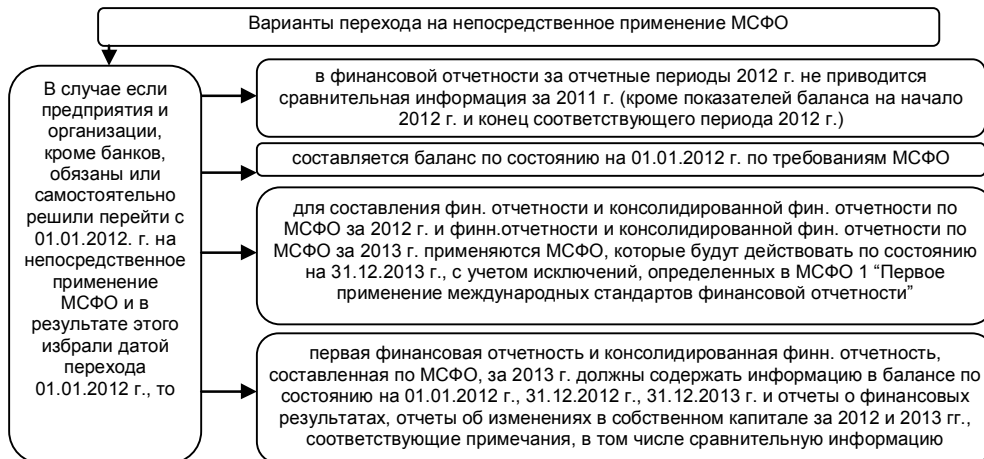 Варианты перехода на непосредственное применение МСФО
В случае если
предприятия и
организации,
кроме банков,
обязаны или
самостоятельно
решили перейти с
01.01.2012. г. на
непосредственное
применение
МСФО и в
результате этого
избрали датой
перехода
01.01.2012 г., то
в финансовой отчетности за отчетные периоды 2012 г. не приводится
сравнительная информация за 2011 г. (кроме показателей баланса на начало
2012 г. и конец соответствующего периода 2012 г.)
составляется баланс по состоянию на 01.01.2012 г. по требованиям МСФО
для составления фин. отчетности и консолидированной фин. отчетности по
МСФО за 2012 г. и финн.отчетности и консолидированной фин. отчетности по
МСФО за 2013 г. применяются МСФО, которые будут действовать по состоянию
на 31.12.2013 г., с учетом исключений, определенных в МСФО 1 “Первое
применение международных стандартов финансовой отчетности”
первая финансовая отчетность и консолидированная финн. отчетность,
составленная по МСФО, за 2013 г. должны содержать информацию в балансе по
состоянию на 01.01.2012 г., 31.12.2012 г., 31.12.2013 г. и отчеты о финансовых
результатах, отчеты об изменениях в собственном капитале за 2012 и 2013 гг.,
соответствующие примечания, в том числе сравнительную информацию